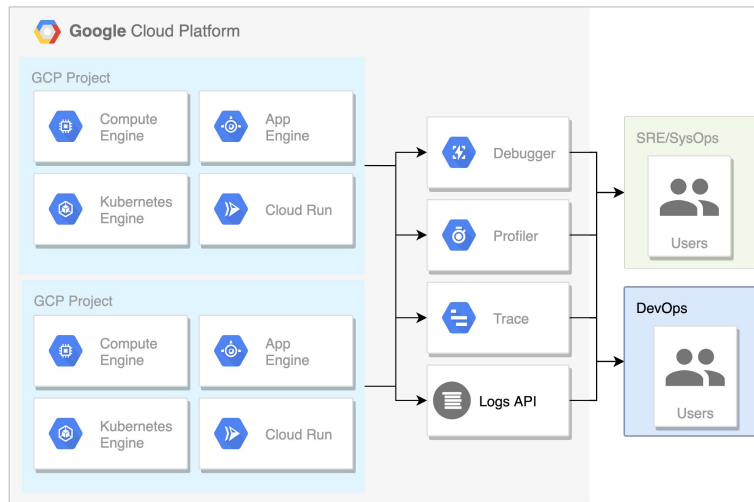 Google Cloud Platform
GCP Project
Compute
Engine
App
Engine
Kubernetes
Engine
Cloud Run
GCP Project
Compute
Engine
App
Engine
Kubernetes
Engine
Cloud Run
Debugger
Profiler
Trace
Logs API
SRE/SysOps
Users
DevOps
Users